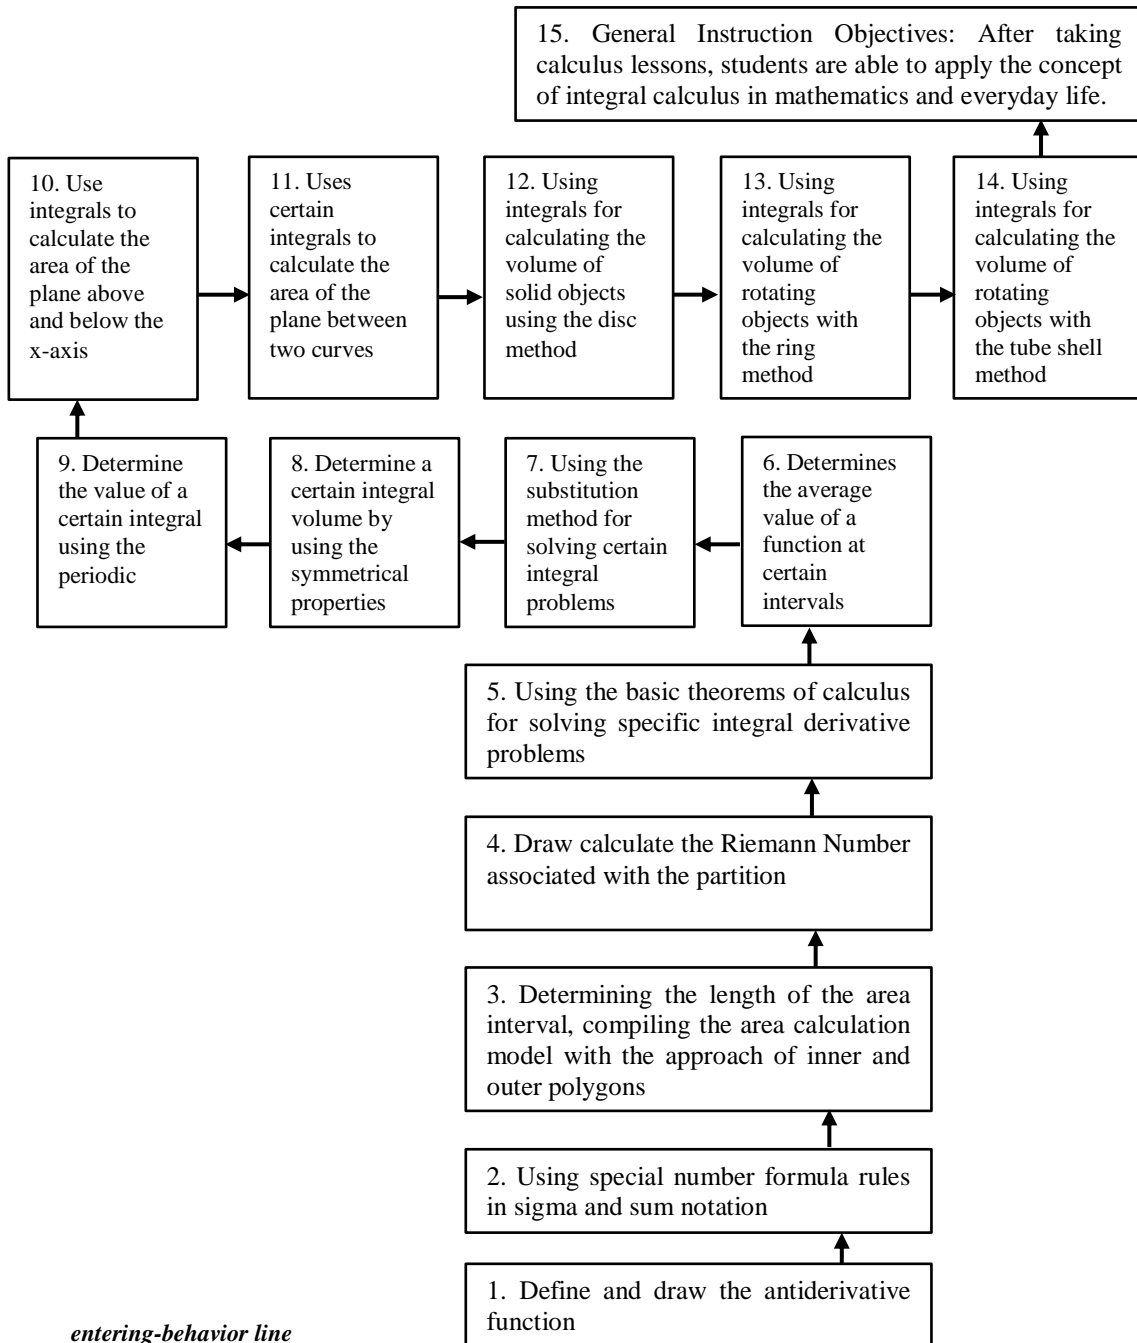 15. General Instruction Objectives: After taking
calculus lessons, students are able to apply the concept
of integral calculus in mathematics and everyday life.
10. Use
integrals to
calculate the
area of the
plane above
and below the
x-axis
11. Uses
certain
integrals to
calculate the
area of the
plane between
two curves
12. Using
integrals for
calculating the
volume of
solid objects
using the disc
method
13. Using
integrals for
calculating the
volume of
rotating
objects with
the ring
method
14. Using
integrals for
calculating the
volume of
rotating
objects with
the tube shell
method
9. Determine
the value of a
certain integral
using the
periodic
8. Determine a
certain integral
volume by
using the
symmetrical
properties
7. Using the
substitution
method for
solving certain
integral
problems
6. Determines
the average
value of a
function at
certain
intervals
5. Using the basic theorems of calculus
for solving specific integral derivative
problems
4. Draw calculate the Riemann Number
associated with the partition
3. Determining the length of the area
interval, compiling the area calculation
model with the approach of inner and
outer polygons
2. Using special number formula rules
in sigma and sum notation
1. Define and draw the antiderivative
function
entering-behavior line